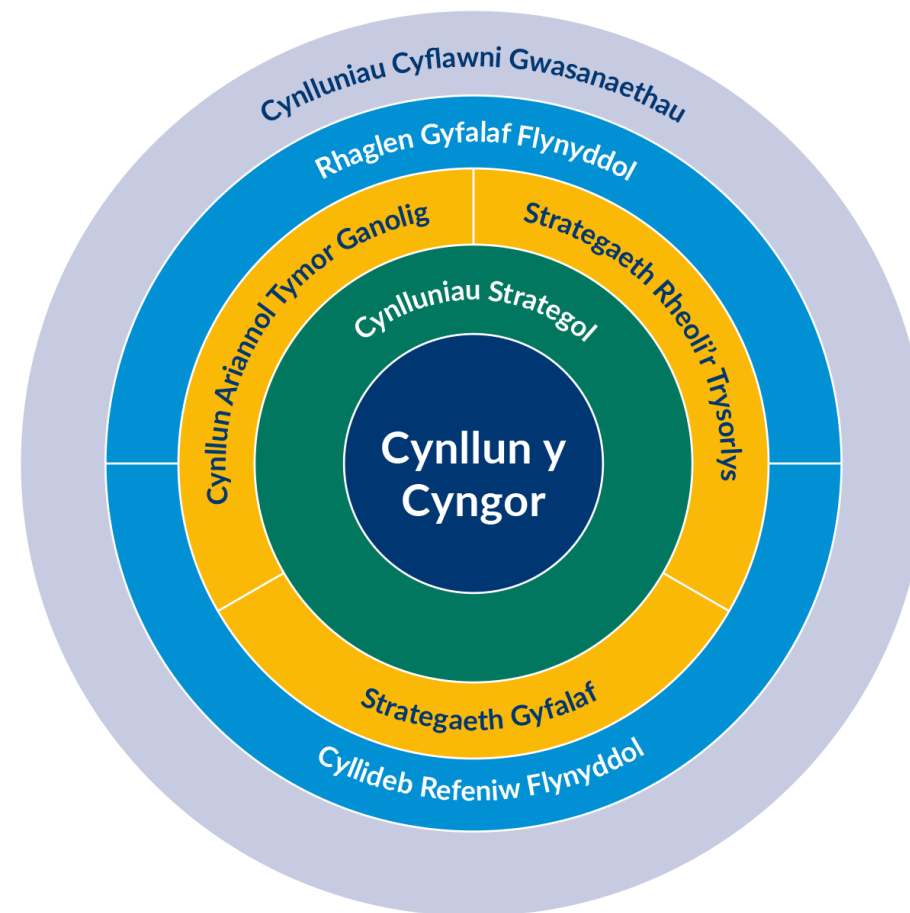 Cynlluniau Cyflawni Gwasanaethau
Rhaglen Gyfalaf Flynyddol
Cynllun Ariannol Tymor Ganolig
Strategaeth Rheoli'r Trysorlys
Cynlluniau Strategol
Cynllun y
Cyngor
Strategaeth Gyfalaf
Cyllideb Refeniw Flynyddol